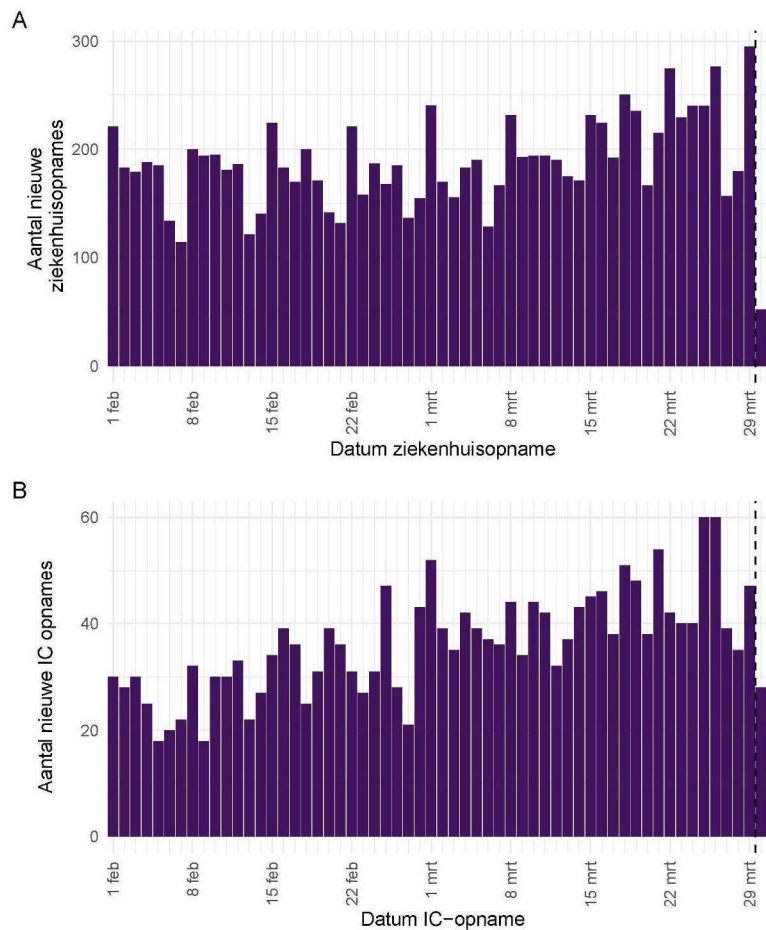 A
300
200
100
0
Aantal nieuwe
ziekenhuisopnames
1 feb
8 feb
15 feb
22 feb
1 mrt
8 mrt
15 mrt
22 mrt
29 mrt
Datum ziekenhuisopname
B
60
40
20
0
Aantal nieuwe IC opnames
1 feb
8 feb
15 feb
22 feb
1 mrt
8 mrt
15 mrt
22 mrt
29 mrt
Datum IC-opname